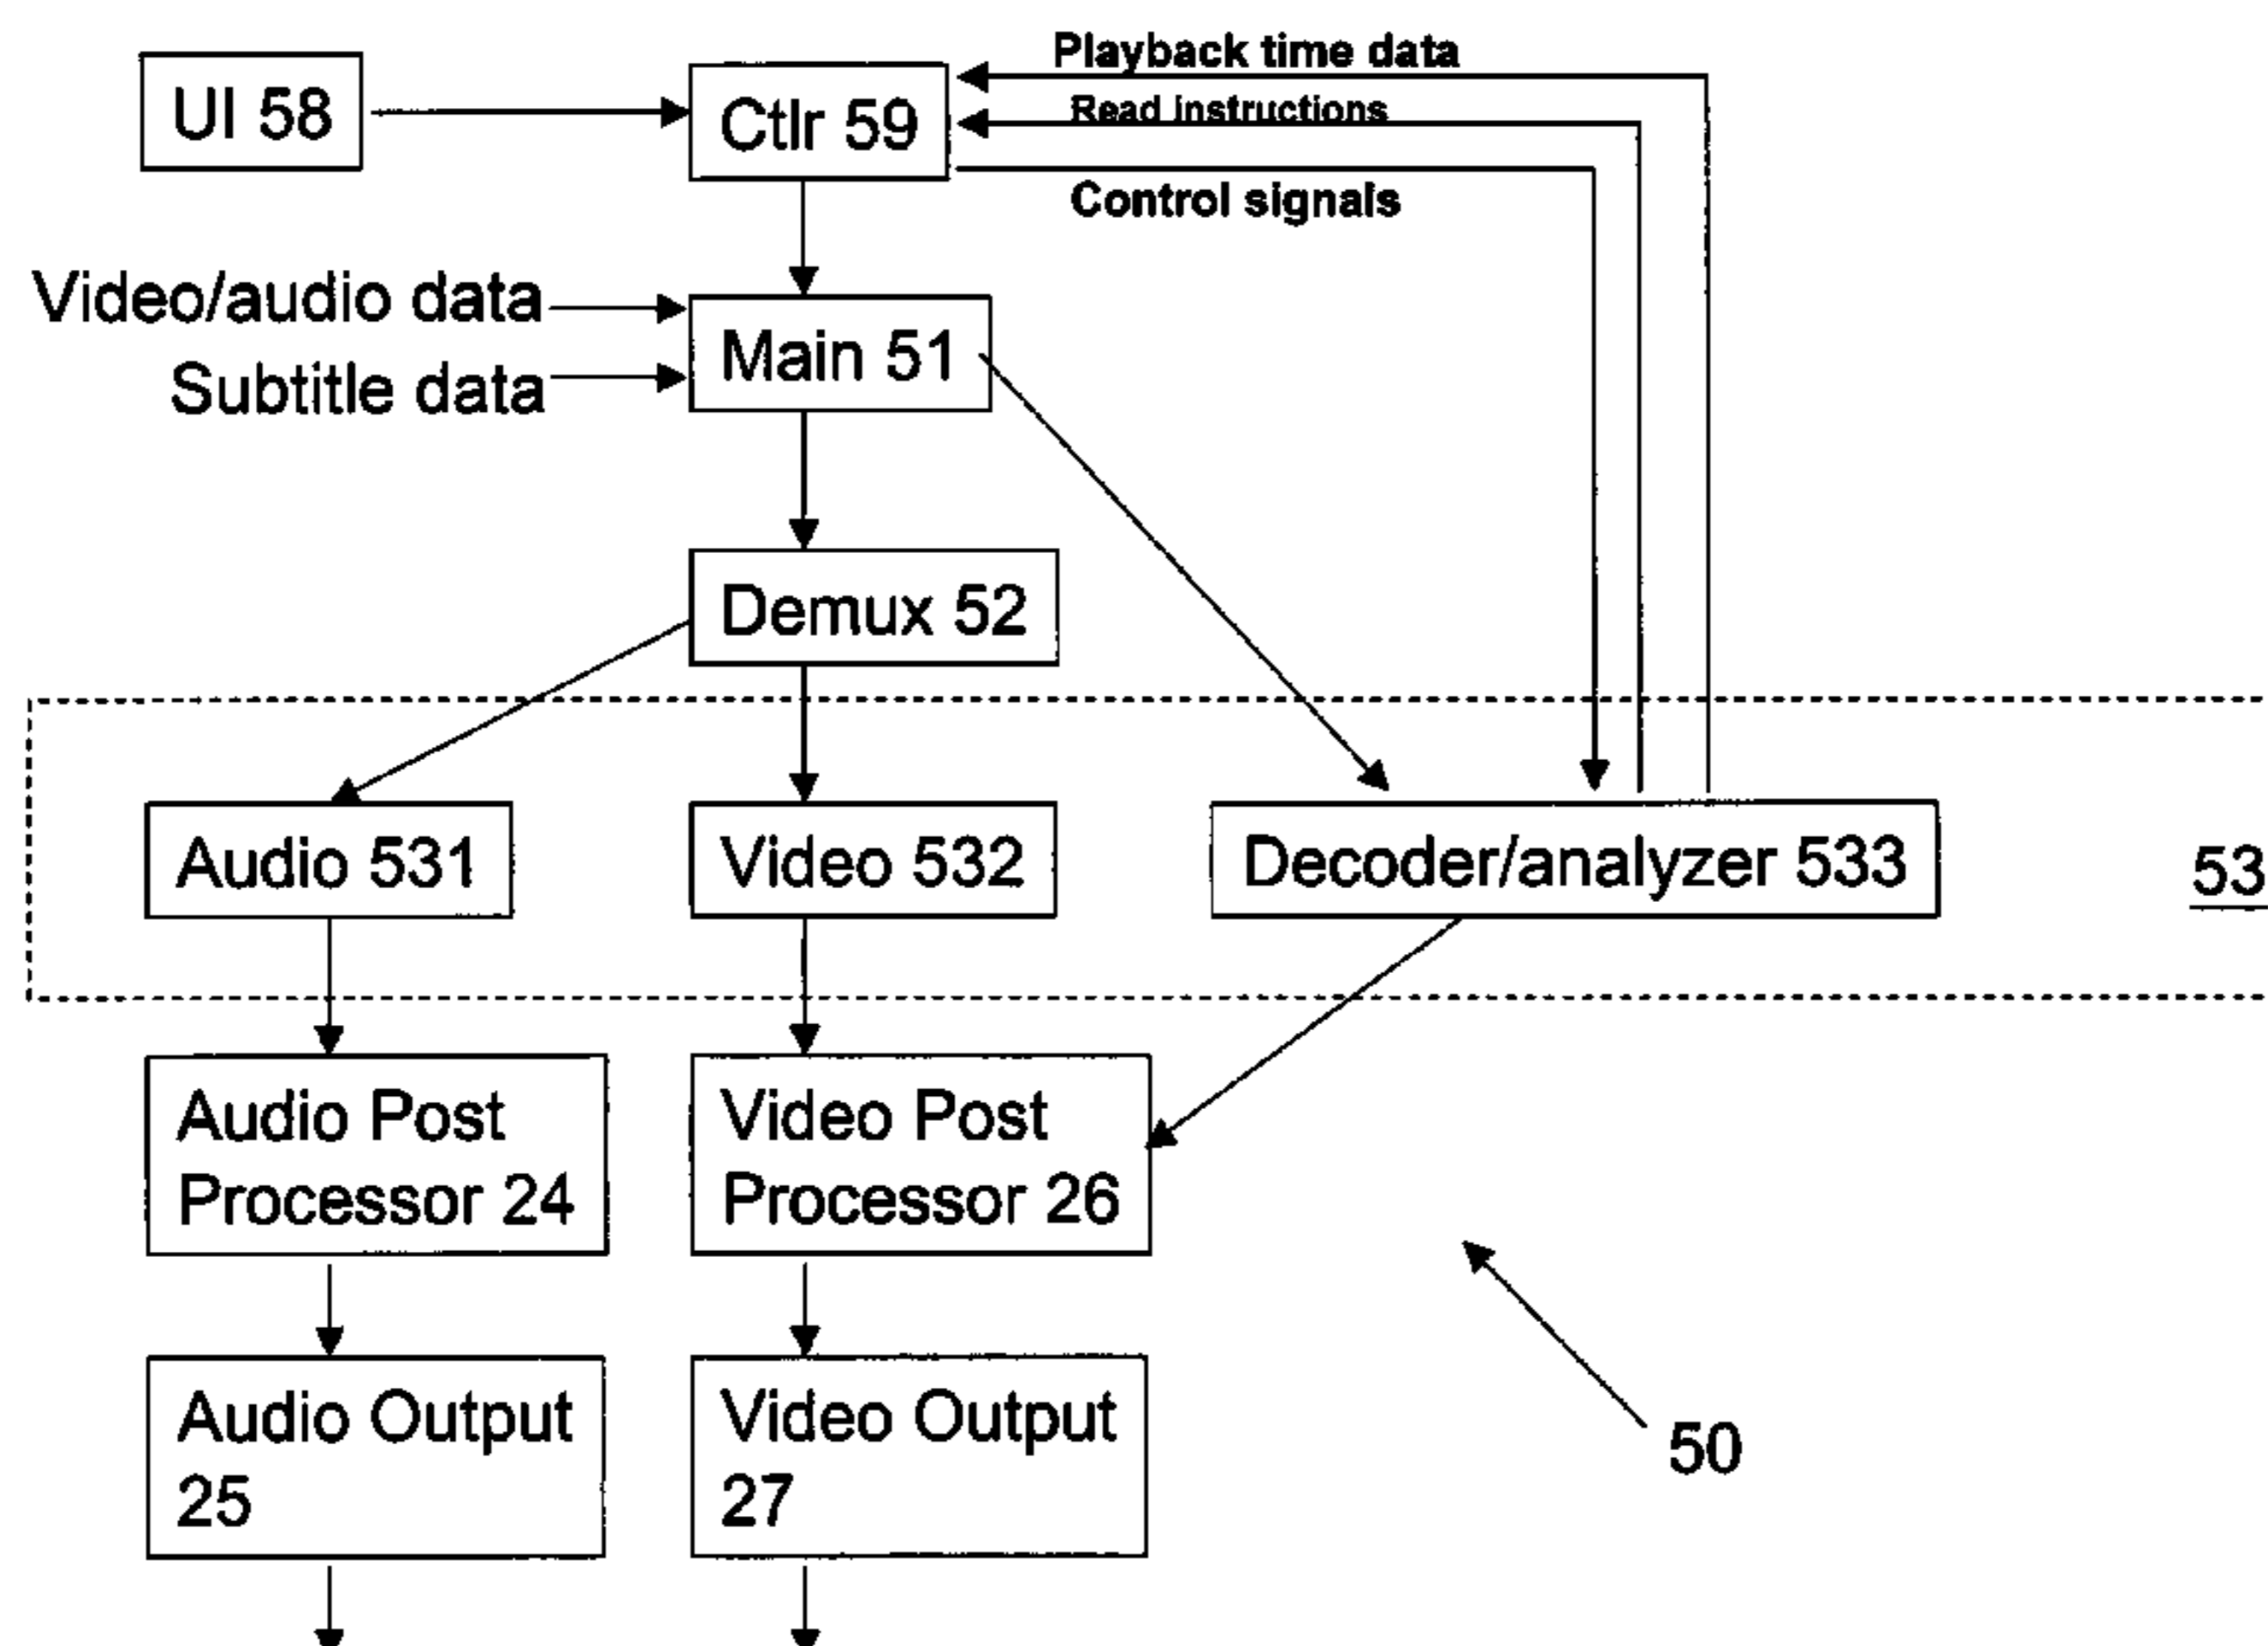 Playback time data
UI 58
Ctlr 59
Read instructions
Control signals
Video/audio data
Main 51
Subtitle data
Demux 52
Audio 531
Video 532
Decoder/analyzer 533
53
Audio Post
Processor 24
Video Post
Processor 26
Audio Output
25
Video Output
27
50